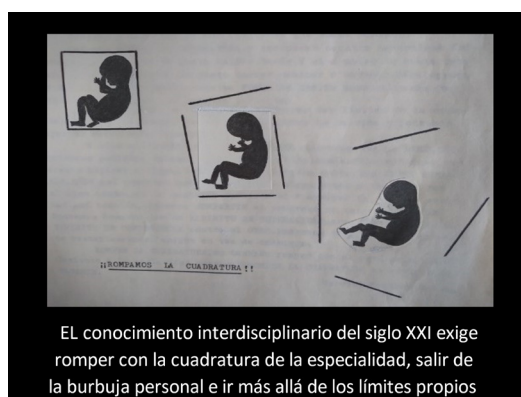 ¡¡ROMPAMOS LA CUADRATURA!!
EL conocimiento interdisciplinario del siglo XXI exige
romper con la cuadratura de la especialidad, salir de
la burbuja personal e ir más allá de los límites propios